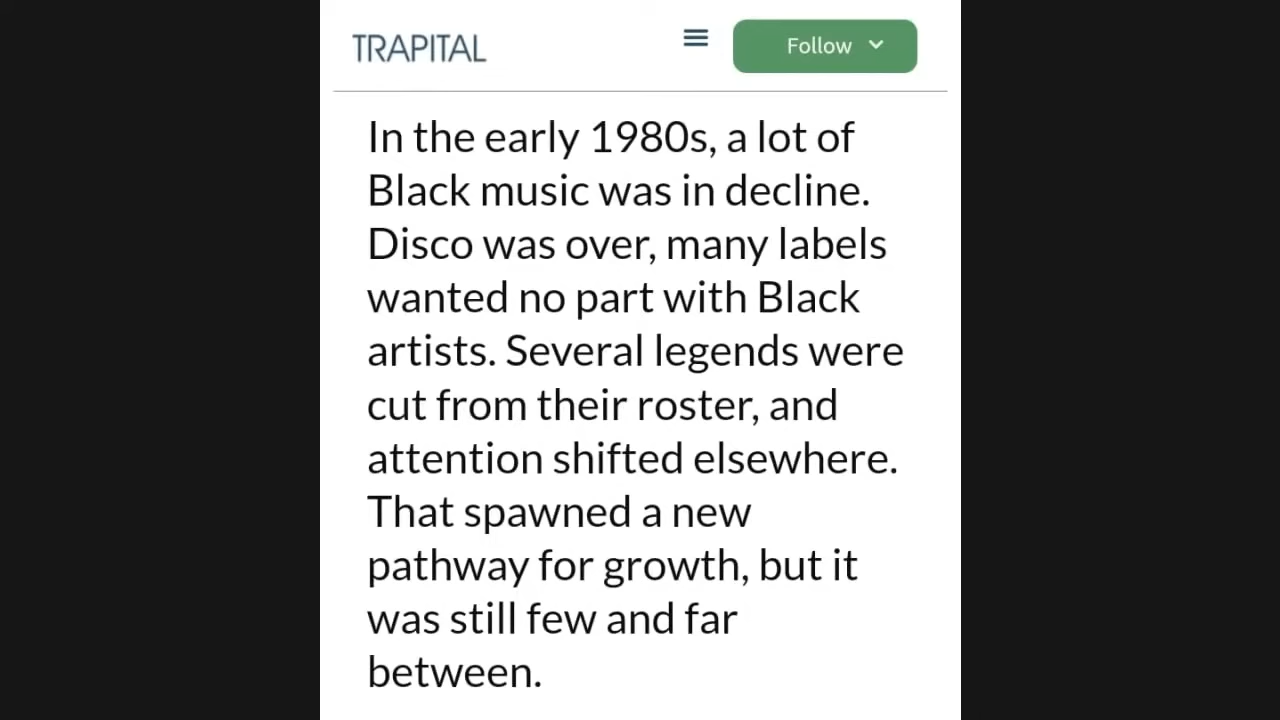 TRAPITAL
Follow
In the early 1980s, a lot of
Black music was in decline.
Disco was over, many labels
wanted no part with Black
artists. Several legends were
cut from their roster, and
attention shifted elsewhere.
That spawned a new
pathway for growth, but it
was still few and far
between.